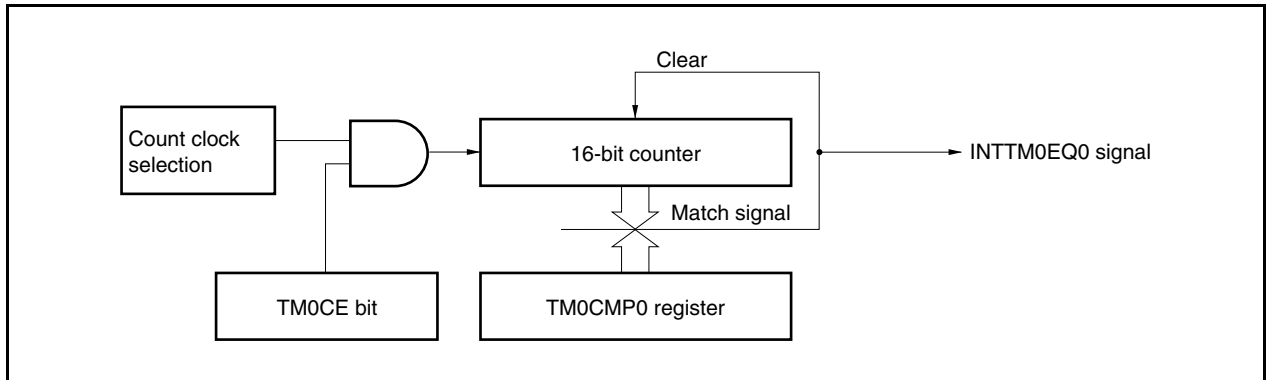 Clear
Count clock
selection
16-bit counter
INTTM0EQ0 signal
Match signal
TM0CE bit
TM0CMP0 register